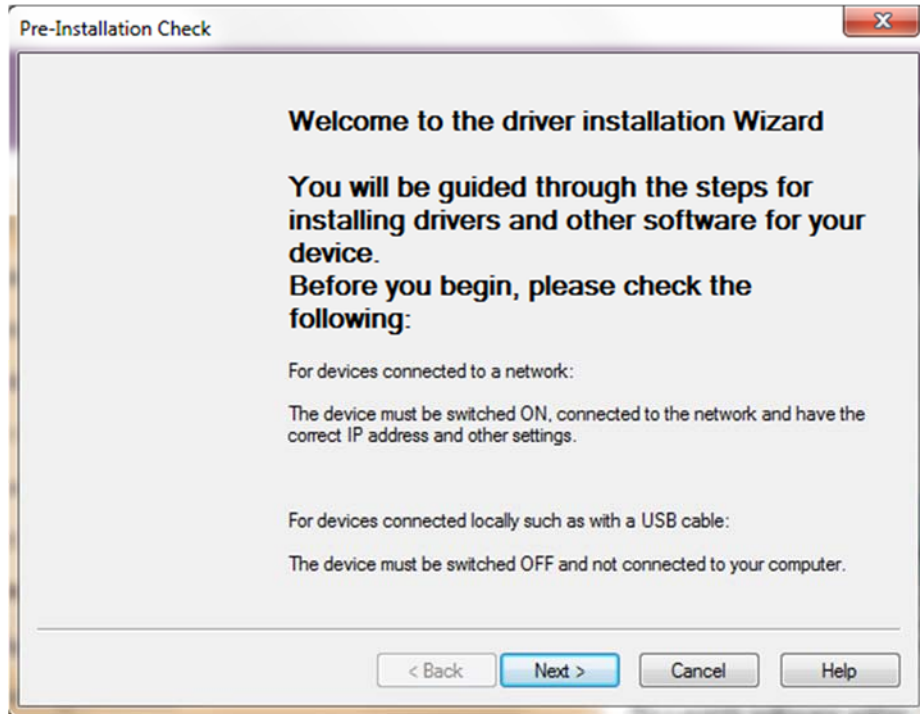 Pre-Installation Check
Welcome to the driver installation Wizard
You will be guided through the steps for
installing drivers and other software for your
device.
Before you begin, please check the
following:
For devices connected to a network:
The device must be switched ON, connected to the network and have the
correct IP address and other settings.
For devices connected locally such as with a USB cable:
The device must be switched OFF and not connected to your computer.
< Back
Next >
Cancel
Help